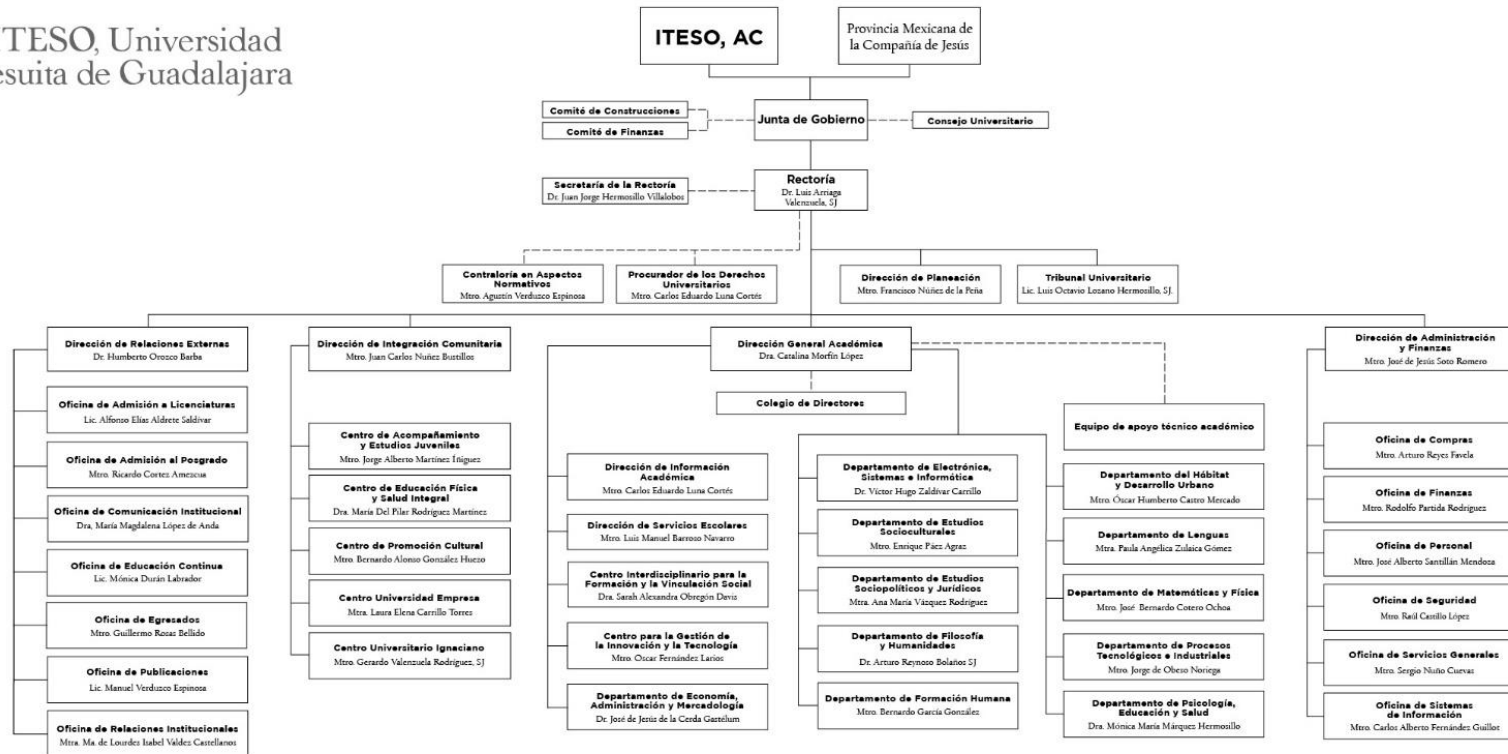 ITESO, Universidad
Jesuita de Guadalajara
ITESO, AC
Provincia Mexicana de
la Compañía de Jesús
Comité de Construcciones
Comité de Finanzas
Junta de Gobierno
Consejo Universitario
Secretaría de la Rectoría
Dr. Juan Jorge Hermosillo Villalobos
Rectoría
Dr. Luis Arriaga
Valenzuela, SJ
Contraloría en Aspectos
Normativos
Mtro. Agustín Verduzco Espinosa
Procurador de los Derechos
Universitarios
Mtro. Carlos Eduardo Luna Cortés
Dirección de Planeación
Mtro. Francisco Núñez de la Peña
Tribunal Universitario
Lic. Luis Octavio Lozano Hermosillo, SJ.
Dirección de Relaciones Externas
Dr. Humberto Orozco Barba
Oficina de Admisión a Licenciaturas
Lic. Alfonso Elías Aldrete Saldívar
Oficina de Admisión al Posgrado
Mtro. Ricardo Cortez Amezcua
Oficina de Comunicación Institucional
Dra, María Magdalena López de Anda
Oficina de Educación Continua
Lic. Mónica Durán Labrador
Oficina de Egresados
Mtro. Guillermo Rosas Bellido
Oficina de Publicaciones
Lic. Manuel Verduzco Espinosa
Oficina de Relaciones Institucionales
Mtra. Ma. de Lourdes Isabel Valdez Castellanos
Dirección de Integración Comunitaria
Mtro. Juan Carlos Nuñez Bustillos
Centro de Acompañamiento
y Estudios Juveniles
Mtro. Jorge Alberto Martínez Íñiguez
Centro de Educación Física
y Salud Integral
Dra. María Del Pilar Rodríguez Martínez
Centro de Promoción Cultural
Mtro. Bernardo Alonso González Huezo
Centro Universidad Empresa
Mtra. Laura Elena Carrillo Torres
Centro Universitario Ignaciano
Mtro. Gerardo Valenzuela Rodríguez, SJ
Dirección General Académica
Dra. Catalina Morfín López
Colegio de Directores
Dirección de Información
Académica
Mtro. Carlos Eduardo Luna Cortés
Dirección de Servicios Escolares
Mtro. Luis Manuel Barroso Navarro
Centro Interdisciplinario para la
Formación y la Vinculación Social
Dra. Sarah Alexandra Obregón Davis
Centro para la Gestión de
la Innovación y la Tecnología
Mtro. Oscar Fernández Larios
Departamento de Economía,
Administración y Mercadología
Dr. José de Jesús de la Cerda Gastélum
Departamento de Electrónica,
Sistemas e Informática
Dr. Víctor Hugo Zaldívar Carrillo
Departamento de Estudios
Socioculturales
Mtro. Enrique Páez Agraz
Departamento de Estudios
Sociopolíticos y Jurídicos
Mtra. Ana María Vázquez Rodríguez
Departamento de Filosofía
y Humanidades
Dr. Arturo Reynoso Bolaños SJ
Departamento de Formación Humana
Mtro. Bernardo García González
Equipo de apoyo técnico académico
Departamento del Hábitat
y Desarrollo Urbano
Mtro. Óscar Humberto Castro Mercado
Departamento de Lenguas
Mtra. Paula Angélica Zulaica Gómez
Departamento de Matemáticas y Física
Mtro. José Bernardo Cotero Ochoa
Departamento de Procesos
Tecnológicos e Industriales
Mtro. Jorge de Obeso Noriega
Departamento de Psicología,
Educación y Salud
Dra. Mónica María Márquez Hermosillo
Dirección de Administración
y Finanzas
Mtro. José de Jesús Soto Romero
Oficina de Compras
Mtro. Arturo Reyes Favela
Oficina de Finanzas
Mtro. Rodolfo Partida Rodríguez
Oficina de Personal
Mtro. José Alberto Santillán Mendoza
Oficina de Seguridad
Mtro. Raúl Castillo López
Oficina de Servicios Generales
Mtro. Sergio Nuño Cuevas
Oficina de Sistemas
de Información
Mtro. Carlos Alberto Fernández Guillot